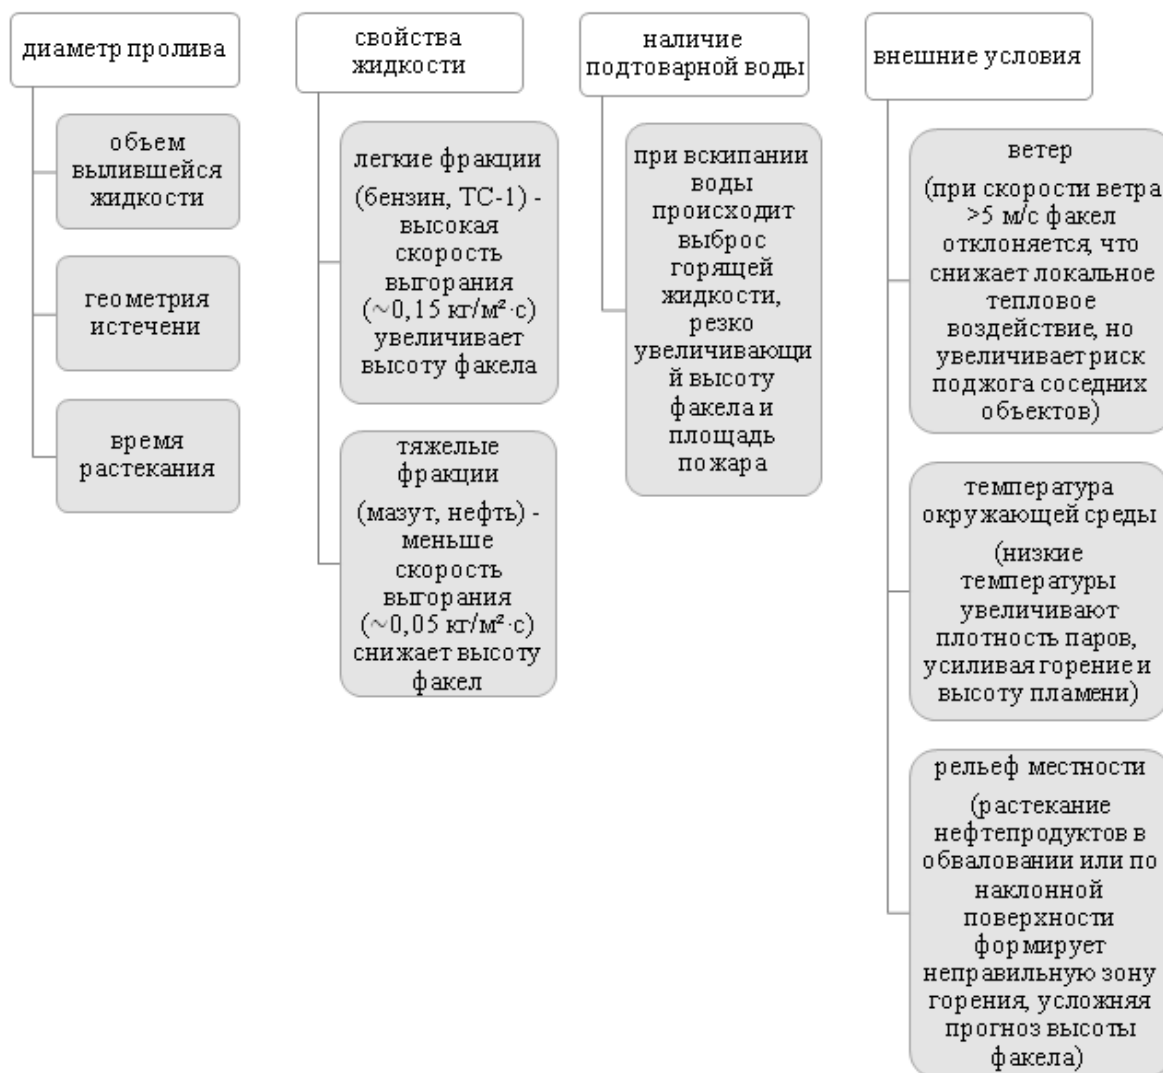 диаметр пролива
объем
вылившейся
жидкости
геометрия
истечени
время
растекания
свойства
жидкости
легкие фракции
(бензин, ТС-1) -
высокая
скорость
выгорания
(~0,15 кг/м²·с)
увеличивает
высоту факела
тяжелые
фракции
(мазут, нефть) -
меньше
скорость
выгорания
(~0,05 кг/м²·с)
снижает высоту
факел
наличие
подтоварной воды
при вскипании
воды
происходит
выброс
горящей
жидкости,
резко
увеличивающи
й высоту
факела и
площадь
пожара
внешние условия
ветер
(при скорости ветра
>5 м/с факел
отклоняется, что
снижает локальное
тепловое
воздействие, но
увеличивает риск
поджога соседних
объектов)
температура
окружающей среды
(низкие
температуры
увеличивают
плотность паров,
усиливая горение и
высоту пламени)
рельеф местности
(растекание
нефтепродуктов в
обваловании или по
наклонной
поверхности
формирует
неправильную зону
горения, усложняя
прогноз высоты
факела)